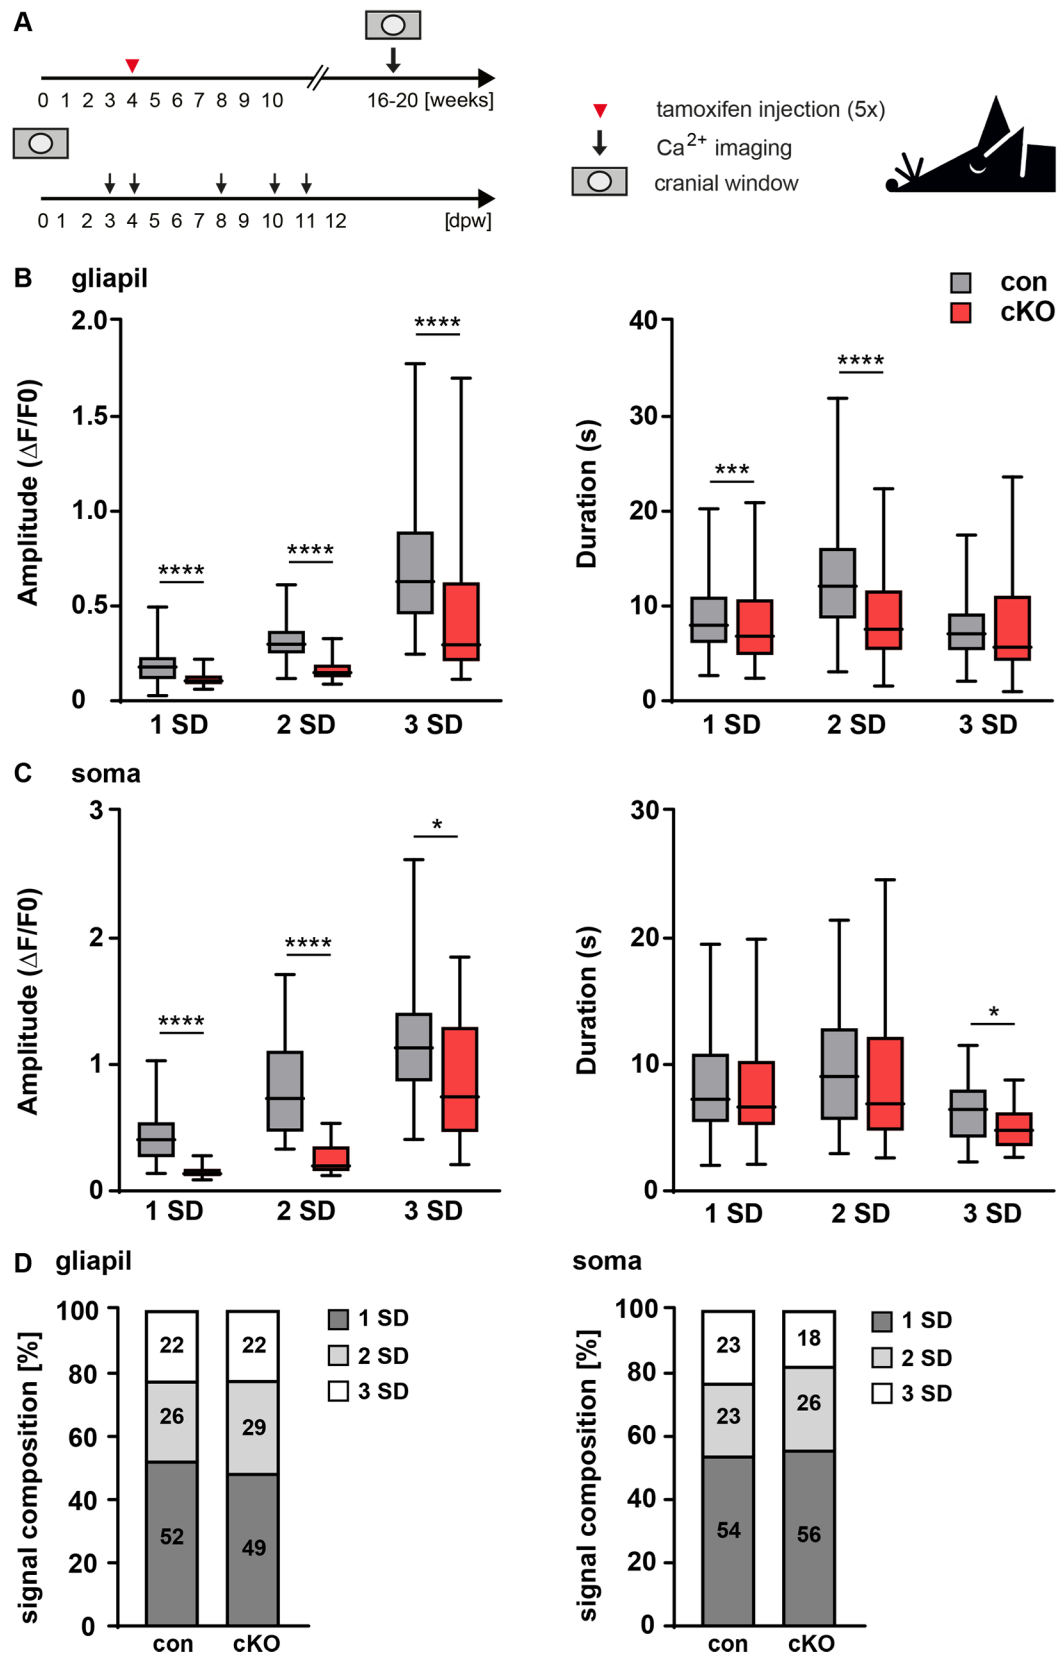 A
0 1 2 3 4 5 6 7 8 9 10 16-20 [weeks]
0 1 2 3 4 5 6 7 8 9 10 11 12 [dpw]
tamoxifen injection (5x)
Ca2+ imaging
cranial window
B gliapil
con
cKO
Amplitude (ΔF/F0)
2.0
1.5
1.0
0.5
0
****
****
****
1 SD 2 SD 3 SD
Duration (s)
40
30
20
10
0
***
****
1 SD 2 SD 3 SD
C soma
Amplitude (ΔF/F0)
3
2
1
0
****
****
*
1 SD 2 SD 3 SD
Duration (s)
30
20
10
0
*
1 SD 2 SD 3 SD
D gliapil
signal composition [%]
100
80
60
40
20
0
22 22
26 29
52 49
con cKO
1 SD
2 SD
3 SD
soma
signal composition [%]
100
80
60
40
20
0
23 18
23 26
54 56
con cKO
1 SD
2 SD
3 SD